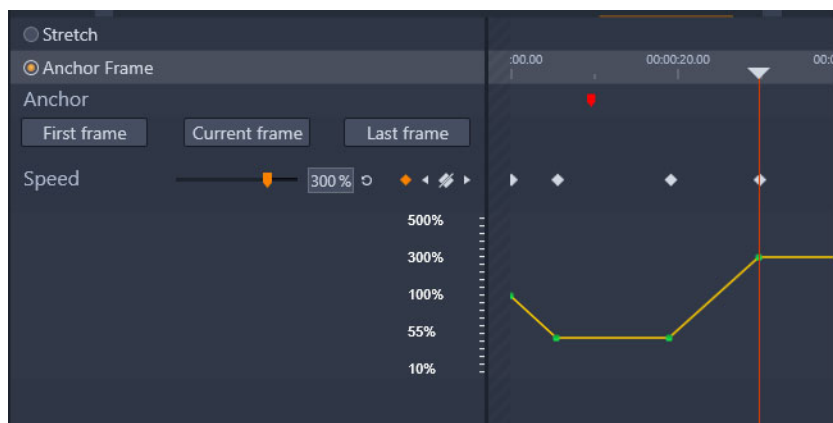 Stretch
Anchor Frame
:00.00 00:00:20.00 00:
Anchor
First frame Current frame Last frame
Speed 300 %
500%
300%
100%
55%
10%